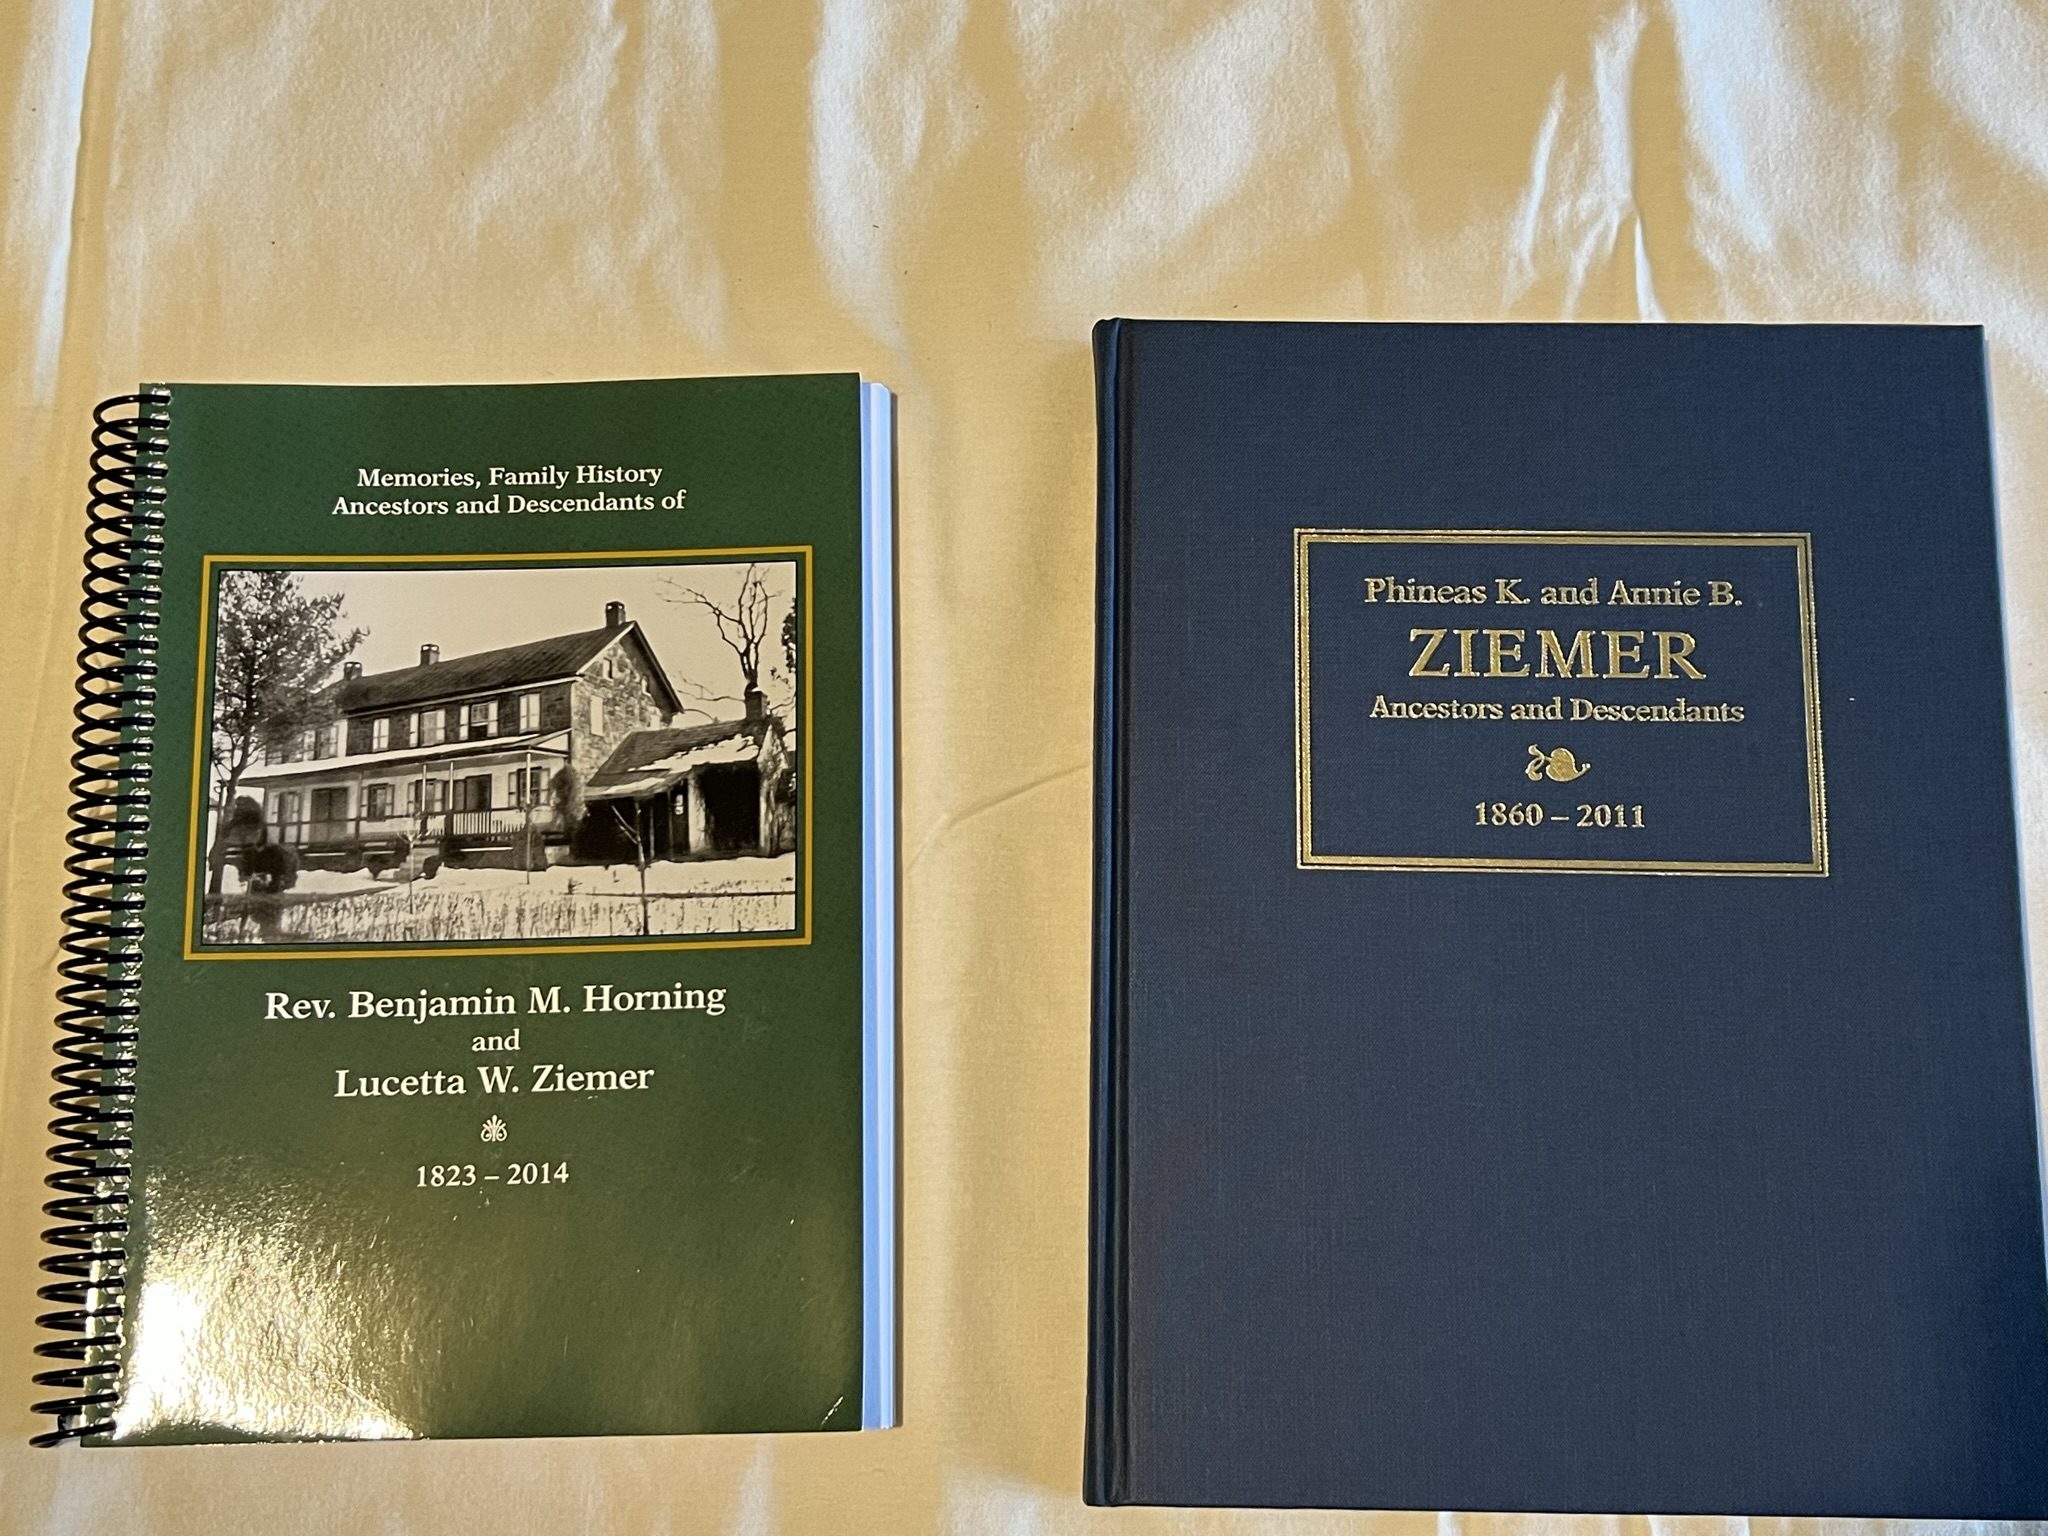 Memories, Family History
Ancestors and Descendants of
Rev. Benjamin M. Horning
and
Lucetta W. Ziemer
1823 – 2014
Phineas K. and Annie B.
ZIEMER
Ancestors and Descendants
1860 – 2011